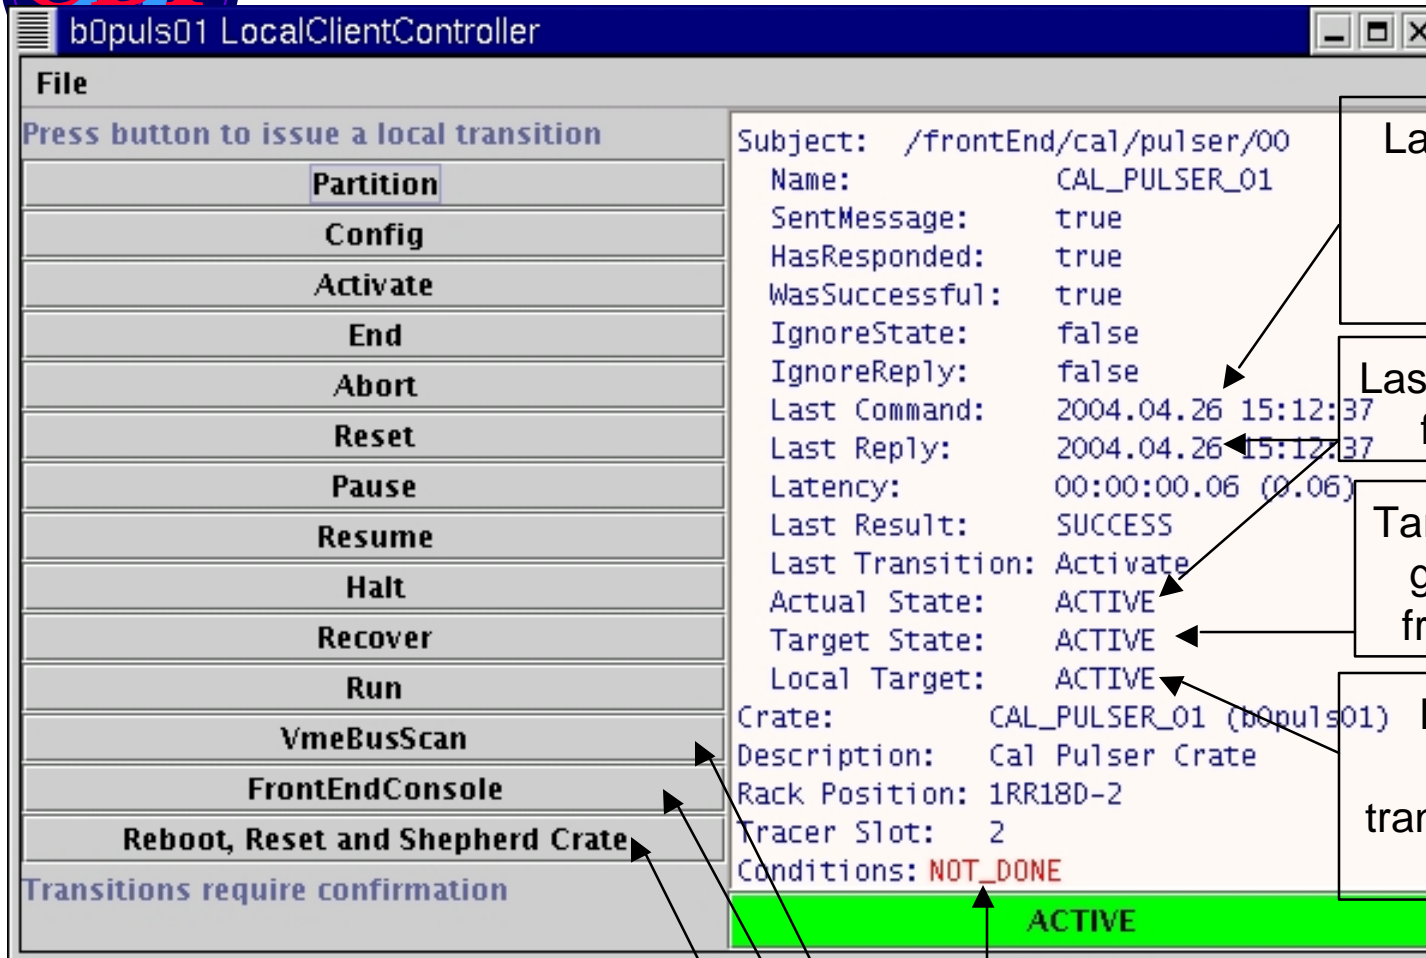 b0puls01 LocalClientController
File
Press button to issue a local transition
Partition
Config
Activate
End
Abort
Reset
Pause
Resume
Halt
Recover
Run
VmeBusScan
FrontEndConsole
Reboot, Reset and Shepherd Crate
Transitions require confirmation
Subject: /frontEnd/cal/pulser/00
Name: CAL_PULSER_01
SentMessage: true
HasResponded: true
WasSuccessful: true
IgnoreState: false
IgnoreReply: false
Last Command: 2004.04.26 15:12:37
Last Reply: 2004.04.26 15:12:37
Latency: 00:00:00.06 (0.06)
Last Result: SUCCESS
Last Transition: Activate
Actual State: ACTIVE
Target State: ACTIVE
Local Target: ACTIVE
Crate: CAL_PULSER_01 (b0puls01)
Description: Cal Pulser Crate
Rack Position: 1RR18D-2
Tracer Slot: 2
Conditions: NOT_DONE
ACTIVE